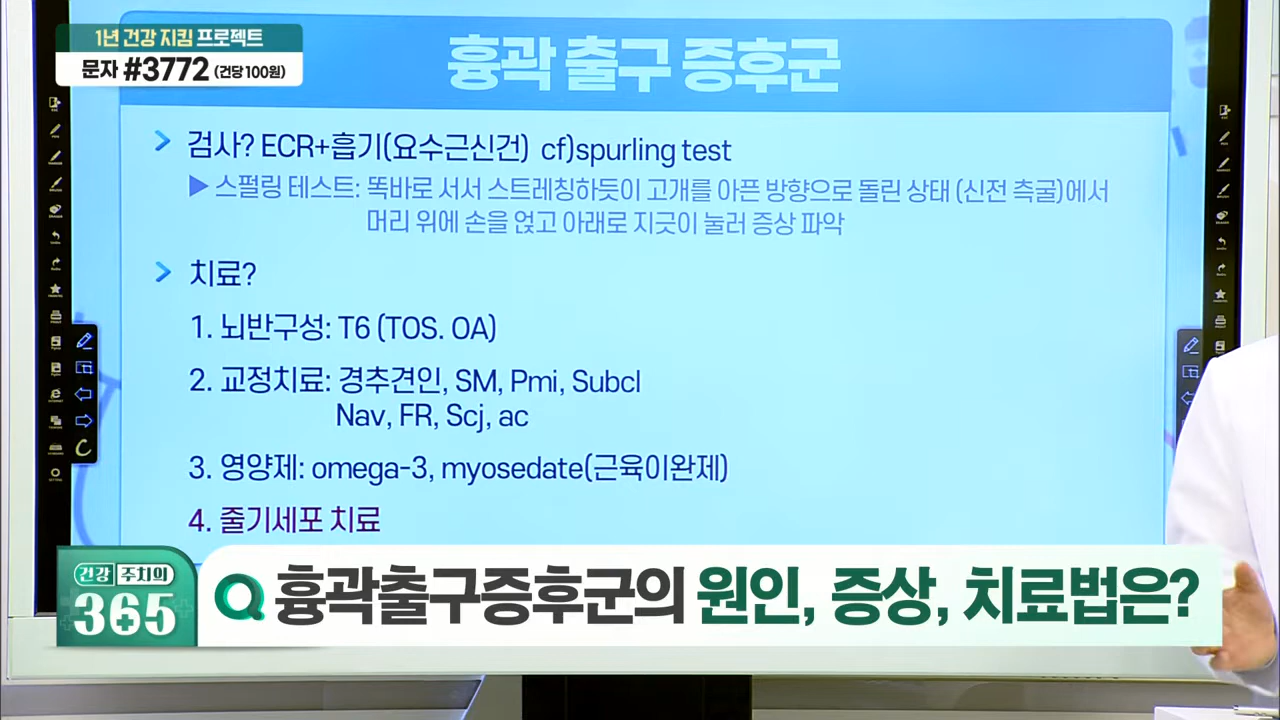 1년 건강 지킴 프로젝트
문자 #3772 (건당 100원)
흉곽 출구 증후군
검사? ECR+흡기(요수근신건) cf)spurling test
▶ 스펄링 테스트: 똑바로 서서 스트레칭하듯이 고개를 아픈 방향으로 돌린 상태 (신전 측굴)에서
머리 위에 손을 얹고 아래로 지긋이 눌러 증상 파악
치료?
1. 뇌반구성: T6 (TOS. OA)
2. 교정치료: 경추견인, SM, Pmi, Subcl
Nav, FR, Scj, ac
3. 영양제: omega-3, myosedate(근육이완제)
4. 줄기세포 치료
건강 주치의
365
Q 흉곽출구증후군의 원인, 증상, 치료법은?